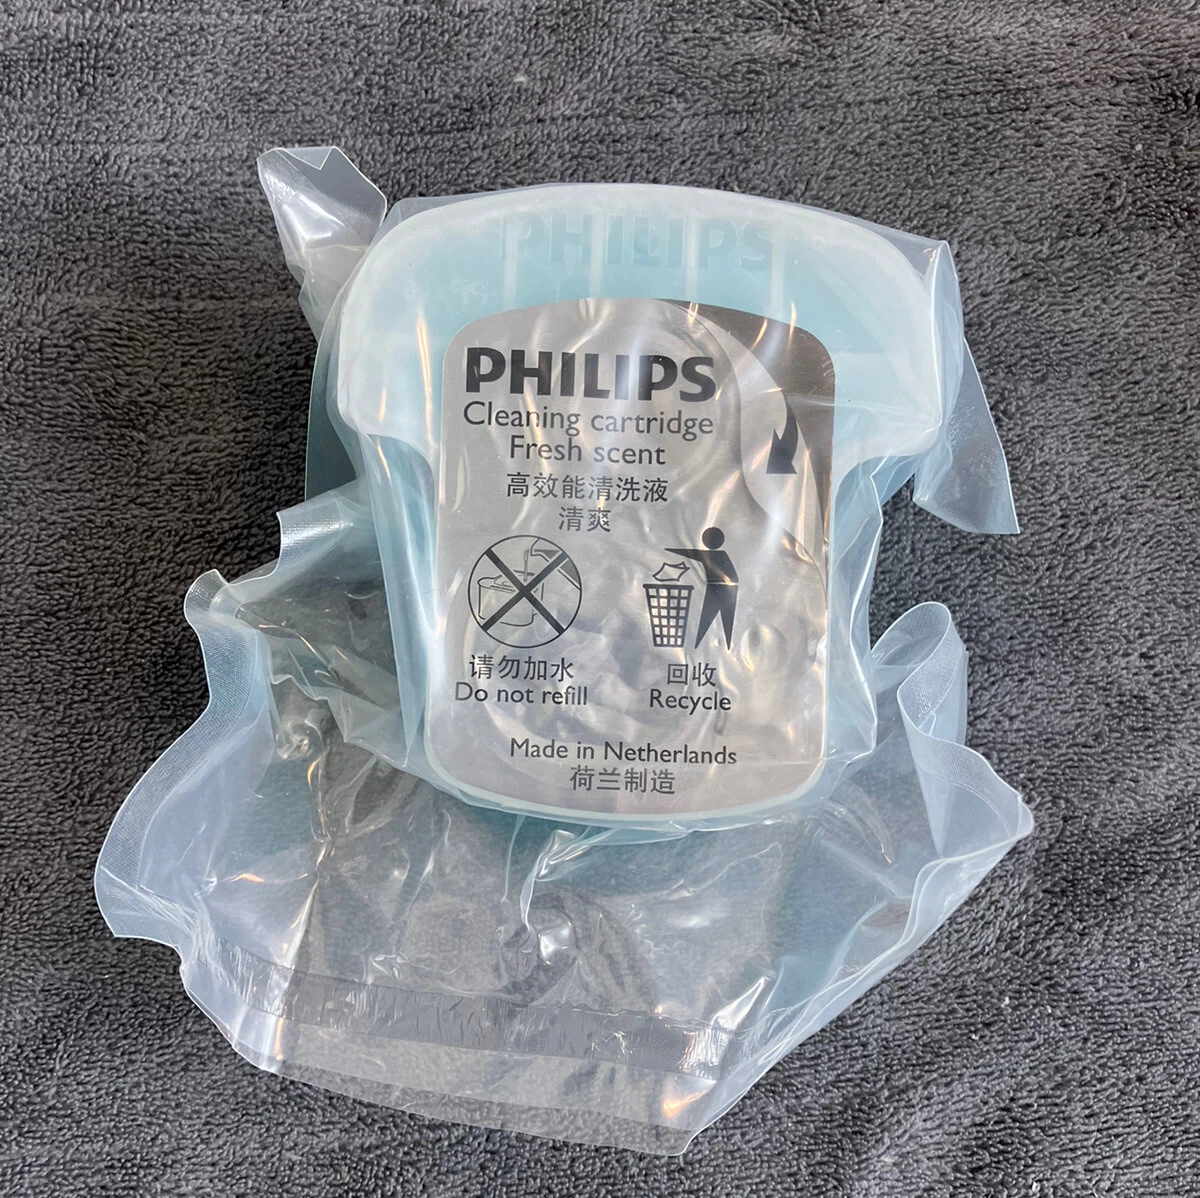 PHILIPS
PHILIPS
Cleaning cartridge
Fresh scent
高效能清洗液
清爽
请勿加水
Do not refill
回收
Recycle
Made in Netherlands
荷兰制造